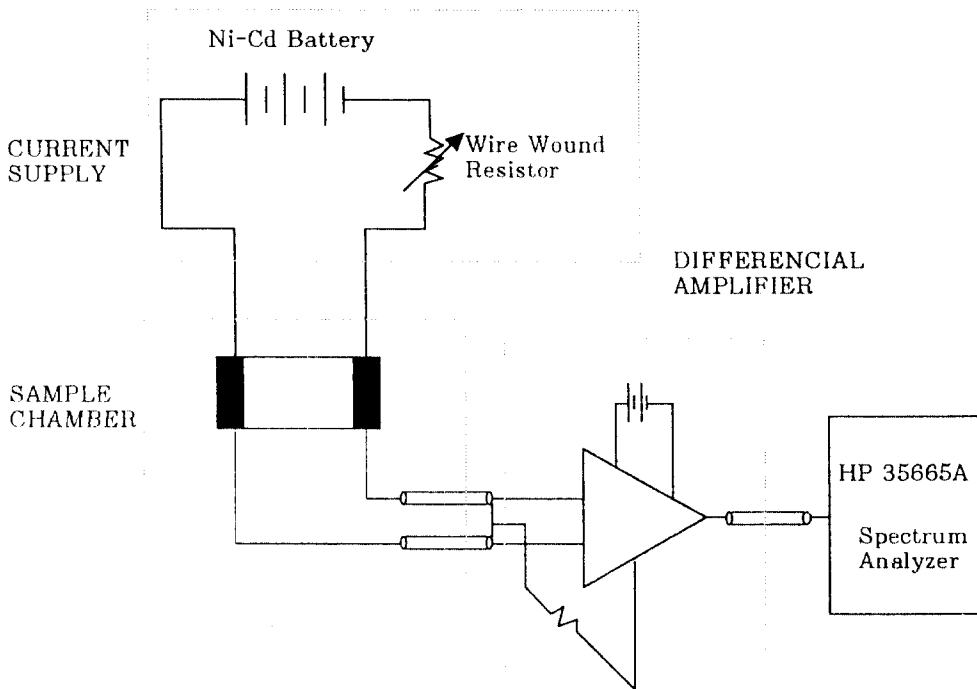 Ni-Cd Battery
CURRENT
SUPPLY
Wire Wound
Resistor
DIFFERENCIAL
AMPLIFIER
SAMPLE
CHAMBER
HP 35665A
Spectrum
Analyzer